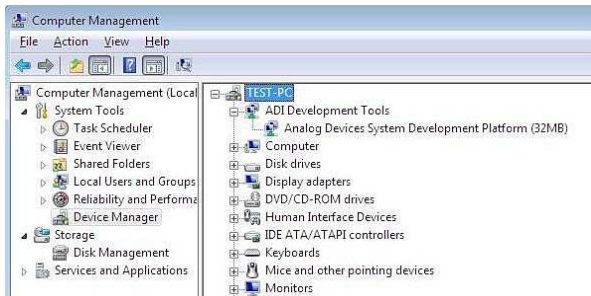 Computer Management
File Action View Help
Computer Management (Local
System Tools
Task Scheduler
Event Viewer
Shared Folders
Local Users and Groups
Reliability and Performa
Device Manager
Storage
Disk Management
Services and Applications
TEST-PC
ADI Development Tools
Analog Devices System Development Platform (32MB)
Computer
Disk drives
Display adapters
DVD/CD-ROM drives
Human Interface Devices
IDE ATA/ATAPI controllers
Keyboards
Mice and other pointing devices
Monitors